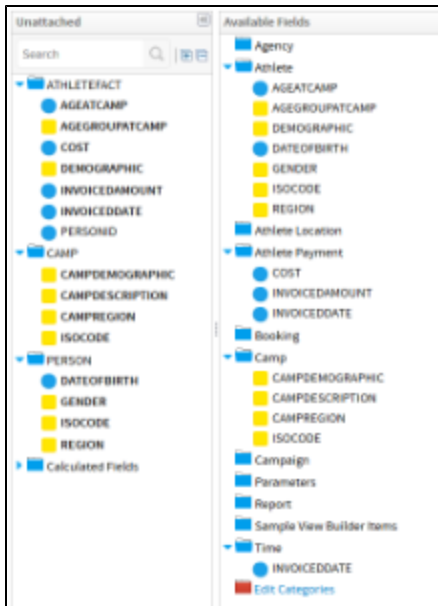 Unattached
Search
ATHLETEFACT
AGEATCAMP
AGEGROUPATCAMP
COST
DEMOGRAPHIC
INVOICEDAMOUNT
INVOICEDDATE
PERSONID
CAMP
CAMPDEMOGRAPHIC
CAMPDESCRIPTION
CAMPREGION
ISOCODE
PERSON
DATEOFBIRTH
GENDER
ISOCODE
REGION
Calculated Fields
Available Fields
Agency
Athlete
AGEATCAMP
AGEGROUPATCAMP
DEMOGRAPHIC
DATEOFBIRTH
GENDER
ISOCODE
REGION
Athlete Location
Athlete Payment
COST
INVOICEDAMOUNT
INVOICEDDATE
Booking
Camp
CAMPDEMOGRAPHIC
CAMPDESCRIPTION
CAMPREGION
ISOCODE
Campaign
Parameters
Report
Sample View Builder Items
Time
INVOICEDDATE
Edit Categories